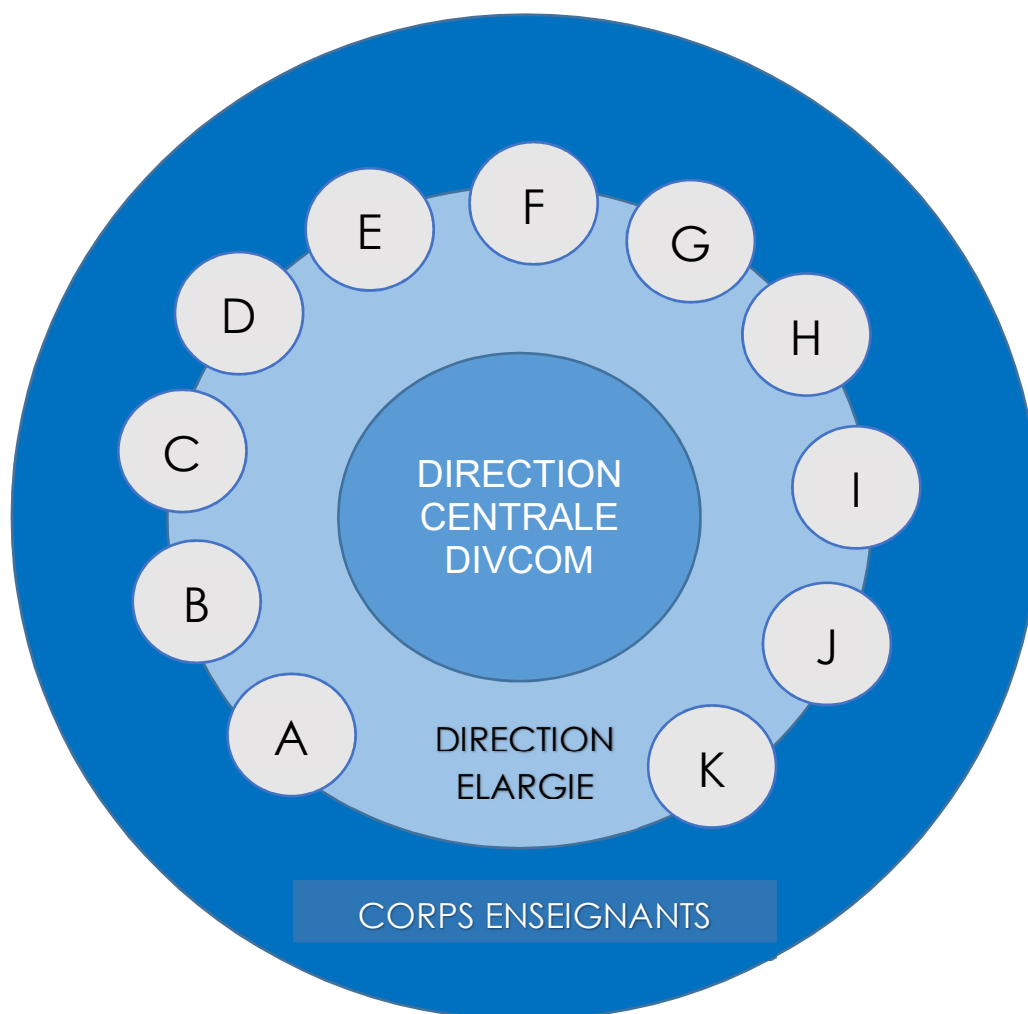 F
E
G
D
H
C
I
DIRECTION
CENTRALE
DIVCOM
B
J
A
K
DIRECTION
ELARGIE
CORPS ENSEIGNANTS